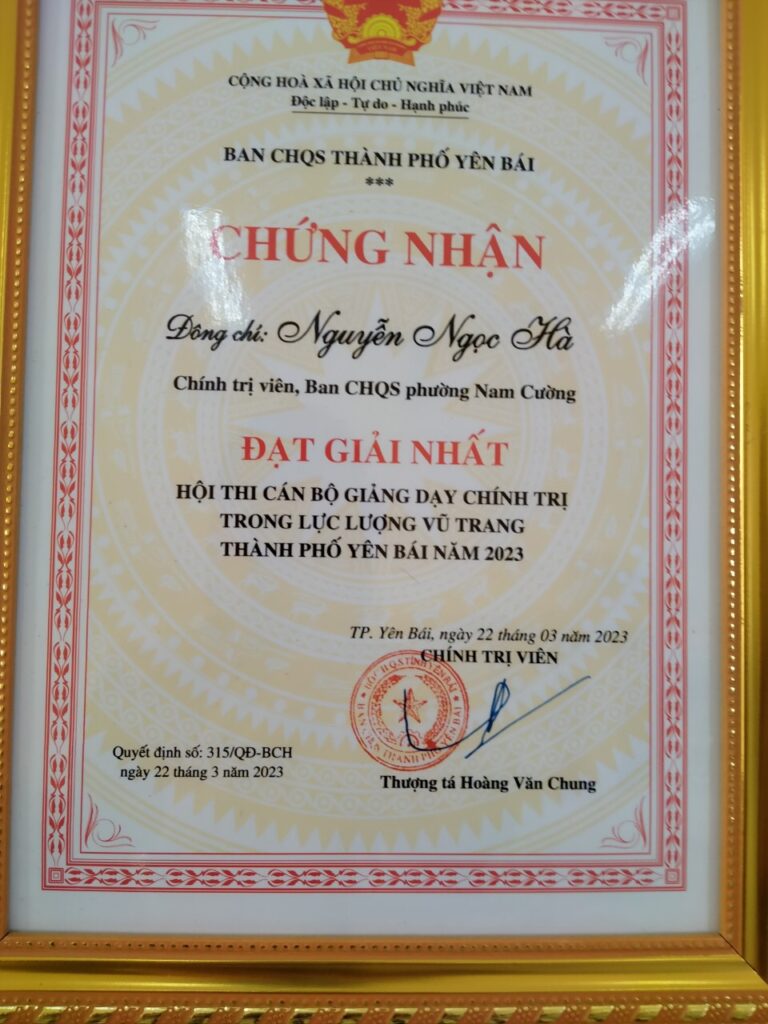 VIỆT NAM
CỘNG HOÀ XÃ HỘI CHỦ NGHĨA VIỆT NAM
Độc lập - Tự do - Hạnh phúc
BAN CHQS THÀNH PHỐ YÊN BÁI
***
CHỨNG NHẬN
Đồng chí: Nguyễn Ngọc Hà
Chính trị viên, Ban CHQS phường Nam Cường
ĐẠT GIẢI NHẤT
HỘI THI CÁN BỘ GIẢNG DẠY CHÍNH TRỊ
TRONG LỰC LƯỢNG VŨ TRANG
THÀNH PHỐ YÊN BÁI NĂM 2023
TP. Yên Bái, ngày 22 tháng 03 năm 2023
CHÍNH TRỊ VIÊN
Thượng tá Hoàng Văn Chung
Quyết định số: 315/QĐ-BCH
ngày 22 tháng 3 năm 2023